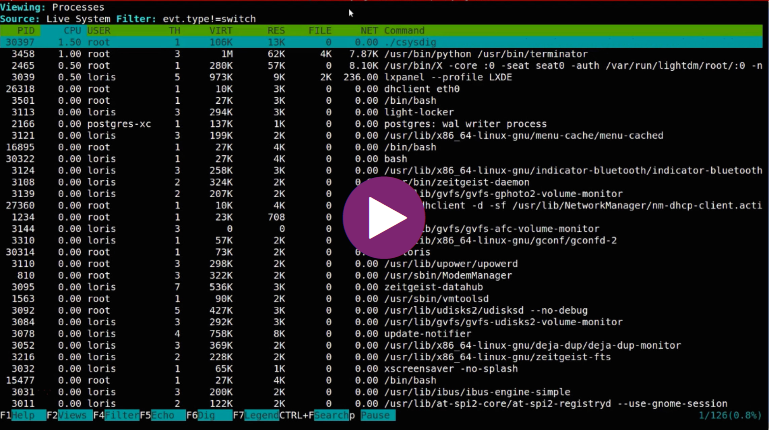 Viewing: Processes
Source: Live System Filter: evt.type!=switch
PID CPU USER TH VIRT RES FILE NET Command
30397 1.50 root 1 106K 13K 0 0.00 ./csysdig
3458 1.00 root 3 1M 62K 4K 7.87K /usr/bin/python /usr/bin/terminator
2465 0.50 root 1 280K 57K 0 8.10K /usr/bin/X -core :0 -seat seat0 -auth /var/run/lightdm/root/:0 -n
3039 0.50 loris 5 973K 9K 2K 236.00 lxpanel --profile LXDE
26318 0.00 root 1 10K 3K 0 0.00 dhclient eth0
3501 0.00 root 1 27K 3K 0 0.00 /bin/bash
3113 0.00 loris 3 294K 3K 0 0.00 light-locker
2166 0.00 postgres-xc 1 137K 1K 0 0.00 postgres: wal writer process
3121 0.00 loris 3 199K 2K 0 0.00 /usr/lib/x86_64-linux-gnu/menu-cache/menu-cached
16895 0.00 root 1 27K 4K 0 0.00 /bin/bash
30322 0.00 loris 1 27K 4K 0 0.00 bash
3124 0.00 loris 3 258K 3K 0 0.00 /usr/lib/x86_64-linux-gnu/indicator-bluetooth/indicator-bluetooth
3108 0.00 loris 2 324K 2K 0 0.00 /usr/bin/zeitgeist-daemon
3139 0.00 loris 2 207K 2K 0 0.00 /usr/lib/gvfs/gvfs-gphoto2-volume-monitor
27360 0.00 root 1 10K 4K 0 dhclient -d -sf /usr/lib/NetworkManager/nm-dhcp-client.acti
1234 0.00 root 1 23K 708 0
3144 0.00 loris 3 0 0 0 /gvfs/gvfs-afc-volume-monitor
3310 0.00 loris 1 57K 2K 0 /x86_64-linux-gnu/gconf/gconfd-2
30314 0.00 root 1 73K 2K 0 loris
3110 0.00 root 3 298K 2K 0 0.00 /usr/lib/upower/upowerd
810 0.00 root 3 322K 2K 0 0.00 /usr/sbin/ModemManager
3095 0.00 loris 7 536K 3K 0 0.00 zeitgeist-datahub
1563 0.00 root 1 90K 2K 0 0.00 /usr/sbin/vmtoolsd
3092 0.00 root 5 427K 3K 0 0.00 /usr/lib/udisks2/udisksd --no-debug
3084 0.00 loris 3 292K 3K 0 0.00 /usr/lib/gvfs/gvfs-udisks2-volume-monitor
3078 0.00 loris 4 758K 8K 0 0.00 update-notifier
3052 0.00 loris 3 369K 2K 0 0.00 /usr/lib/x86_64-linux-gnu/deja-dup/deja-dup-monitor
3216 0.00 loris 2 228K 2K 0 0.00 /usr/lib/x86_64-linux-gnu/zeitgeist-fts
3032 0.00 loris 1 65K 1K 0 0.00 xscreensaver -no-splash
15477 0.00 root 1 27K 4K 0 0.00 /bin/bash
3031 0.00 loris 3 200K 2K 0 0.00 /usr/lib/ibus/ibus-engine-simple
3011 0.00 loris 2 122K 2K 0 0.00 /usr/lib/at-spi2-core/at-spi2-registryd --use-gnome-session
F1Help F2Views F4FilterF5Echo F6Dig F7LegendCTRL+FSearchp Pause 1/126(0.8%)